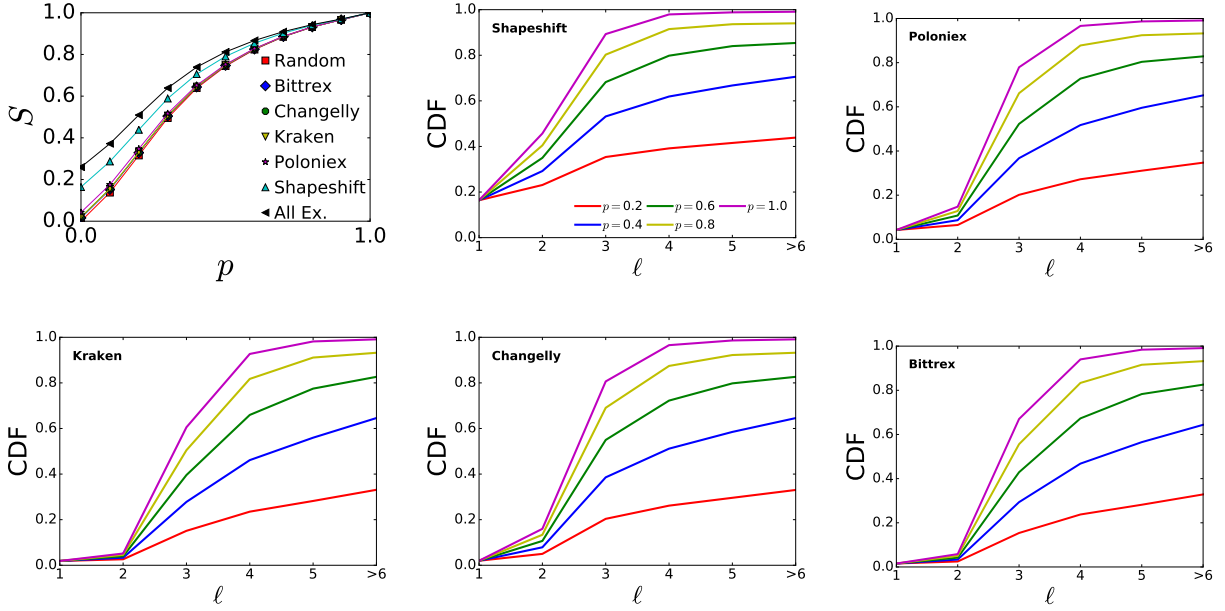 1.0
0.8
0.6
0.4
0.2
0.0
S
Random
Bittrex
Changelly
Kraken
Poloniex
Shapeshift
All Ex.
0.0 1.0
p
Shapeshift
1.0
0.8
0.6
0.4
0.2
0.0
CDF
p = 0.2 p = 0.6 p = 1.0
p = 0.4 p = 0.8
1 2 3 4 5 >6
ℓ
Poloniex
1.0
0.8
0.6
0.4
0.2
0.0
CDF
1 2 3 4 5 >6
ℓ
Kraken
1.0
0.8
0.6
0.4
0.2
0.0
CDF
1 2 3 4 5 >6
ℓ
Changelly
1.0
0.8
0.6
0.4
0.2
0.0
CDF
1 2 3 4 5 >6
ℓ
Bittrex
1.0
0.8
0.6
0.4
0.2
0.0
CDF
1 2 3 4 5 >6
ℓ